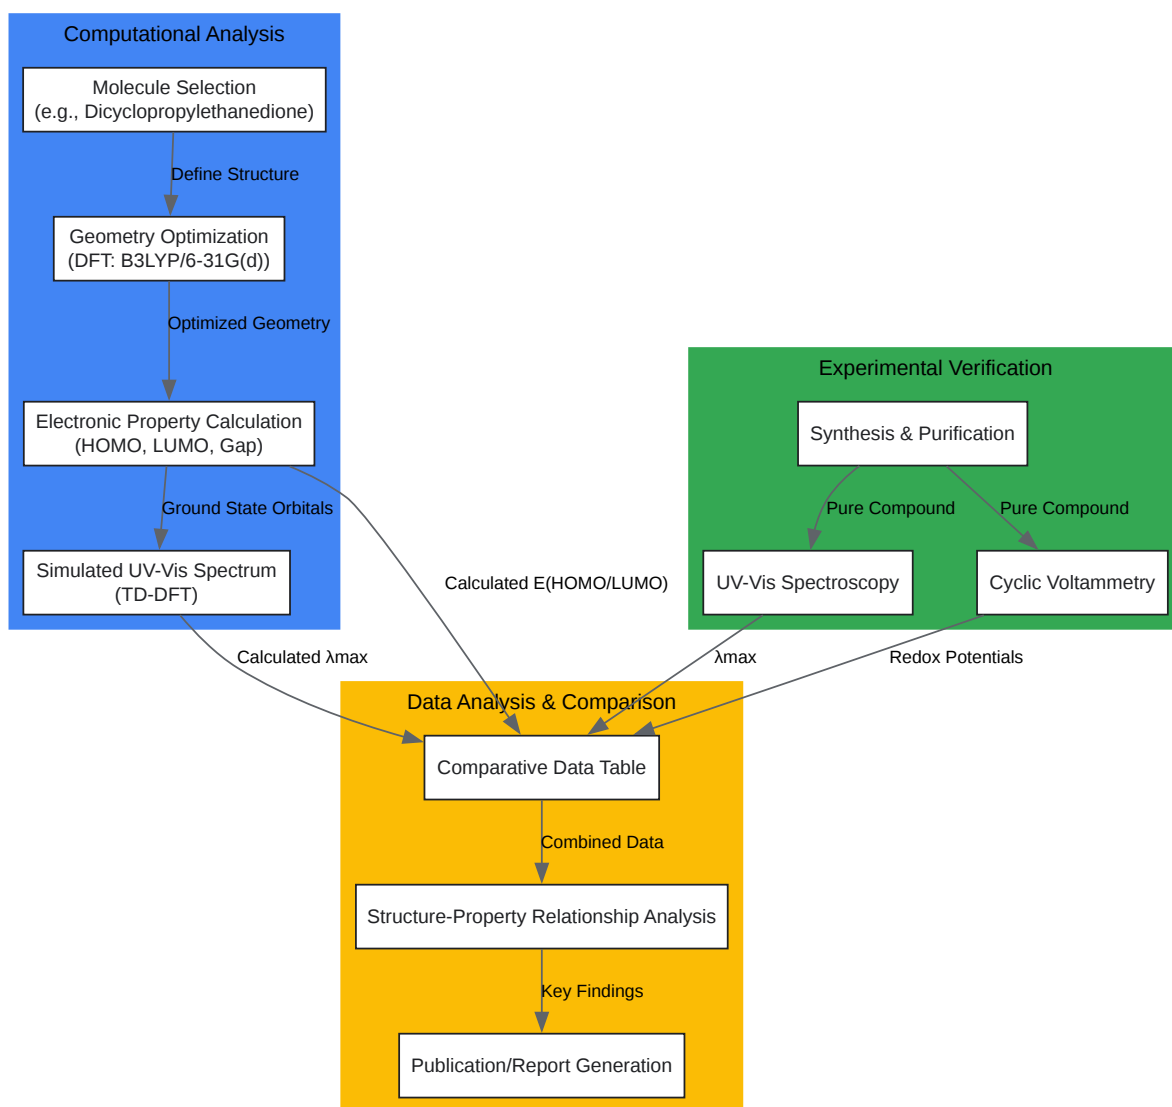 Computational Analysis
Molecule Selection
(e.g., Dicyclopropylethanedione)
Define Structure
Geometry Optimization
(DFT: B3LYP/6-31G(d))
Optimized Geometry
Electronic Property Calculation
(HOMO, LUMO, Gap)
Ground State Orbitals
Simulated UV-Vis Spectrum
(TD-DFT)
Calculated λmax
Calculated E(HOMO/LUMO)
Experimental Verification
Synthesis & Purification
Pure Compound
Pure Compound
UV-Vis Spectroscopy
Cyclic Voltammetry
λmax
Redox Potentials
Data Analysis & Comparison
Comparative Data Table
Combined Data
Structure-Property Relationship Analysis
Key Findings
Publication/Report Generation